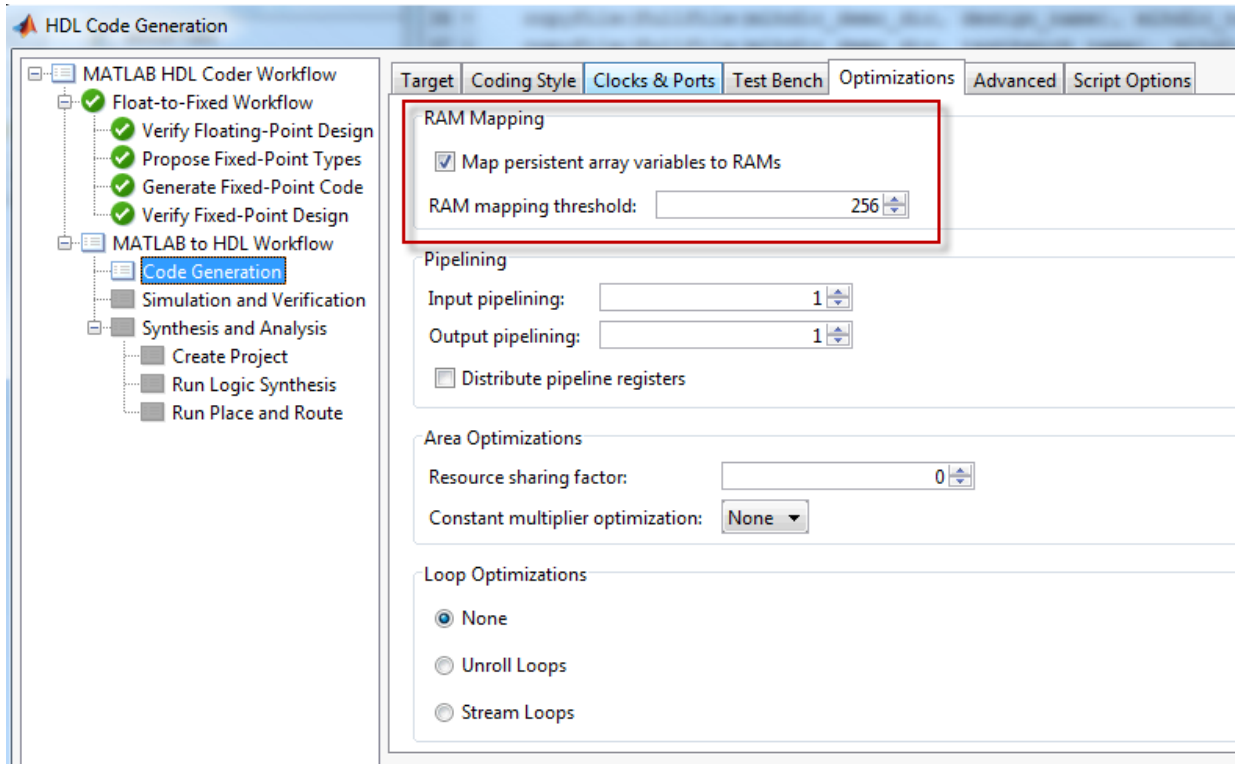 HDL Code Generation
MATLAB HDL Coder Workflow
Float-to-Fixed Workflow
Verify Floating-Point Design
Propose Fixed-Point Types
Generate Fixed-Point Code
Verify Fixed-Point Design
MATLAB to HDL Workflow
Code Generation
Simulation and Verification
Synthesis and Analysis
Create Project
Run Logic Synthesis
Run Place and Route
Target Coding Style Clocks & Ports Test Bench Optimizations Advanced Script Options
RAM Mapping
Map persistent array variables to RAMs
RAM mapping threshold: 256
Pipelining
Input pipelining: 1
Output pipelining: 1
Distribute pipeline registers
Area Optimizations
Resource sharing factor: 0
Constant multiplier optimization: None
Loop Optimizations
None
Unroll Loops
Stream Loops